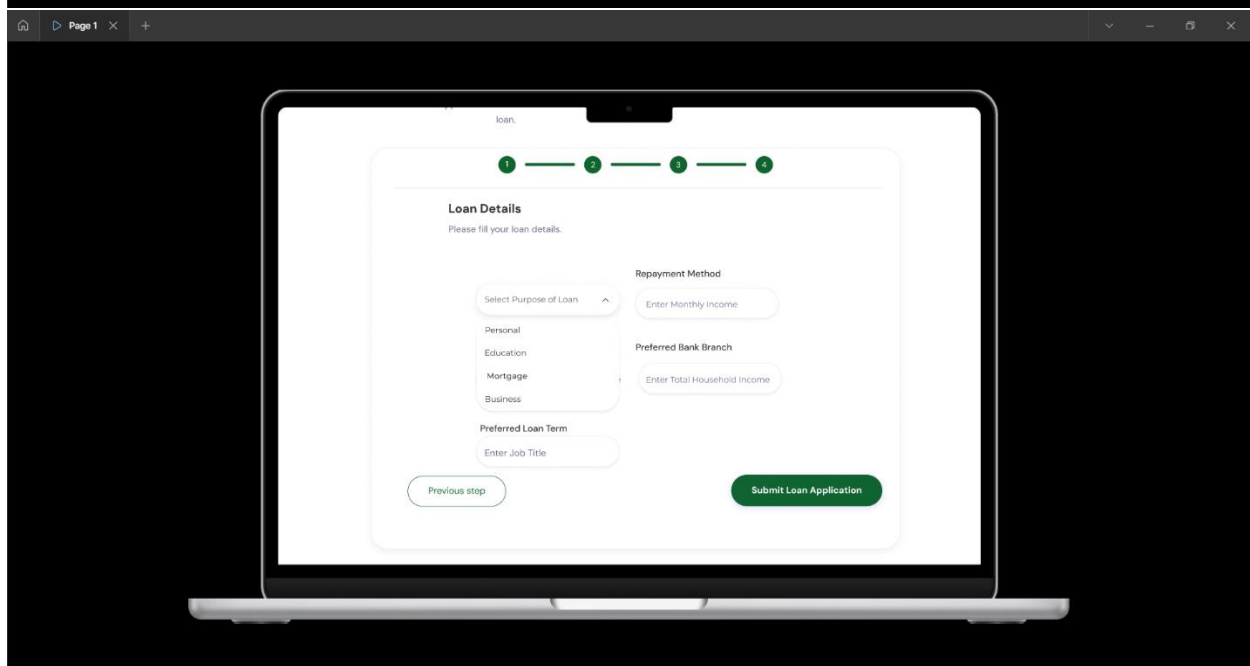 Page 1
loan.
1 2 3 4
Loan Details
Please fill your loan details.
Repayment Method
Select Purpose of Loan
Enter Monthly Income
Personal
Education
Mortgage
Business
Preferred Bank Branch
Enter Total Household Income
Preferred Loan Term
Enter Job Title
Previous step
Submit Loan Application